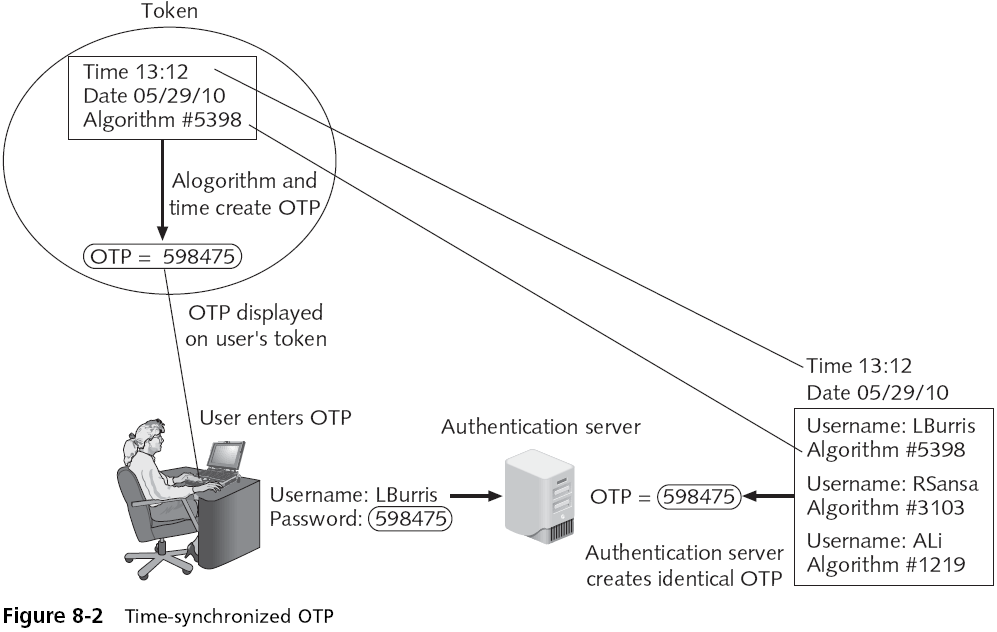 Token
Time 13:12
Date 05/29/10
Algorithm #5398
Alogorithm and
time create OTP
OTP = 598475
OTP displayed
on user's token
User enters OTP
Username: LBurris
Password: 598475
Authentication server
OTP = 598475
Authentication server
creates identical OTP
Time 13:12
Date 05/29/10
Username: LBurris
Algorithm #5398
Username: RSansa
Algorithm #3103
Username: ALi
Algorithm #1219
Figure 8-2 Time-synchronized OTP